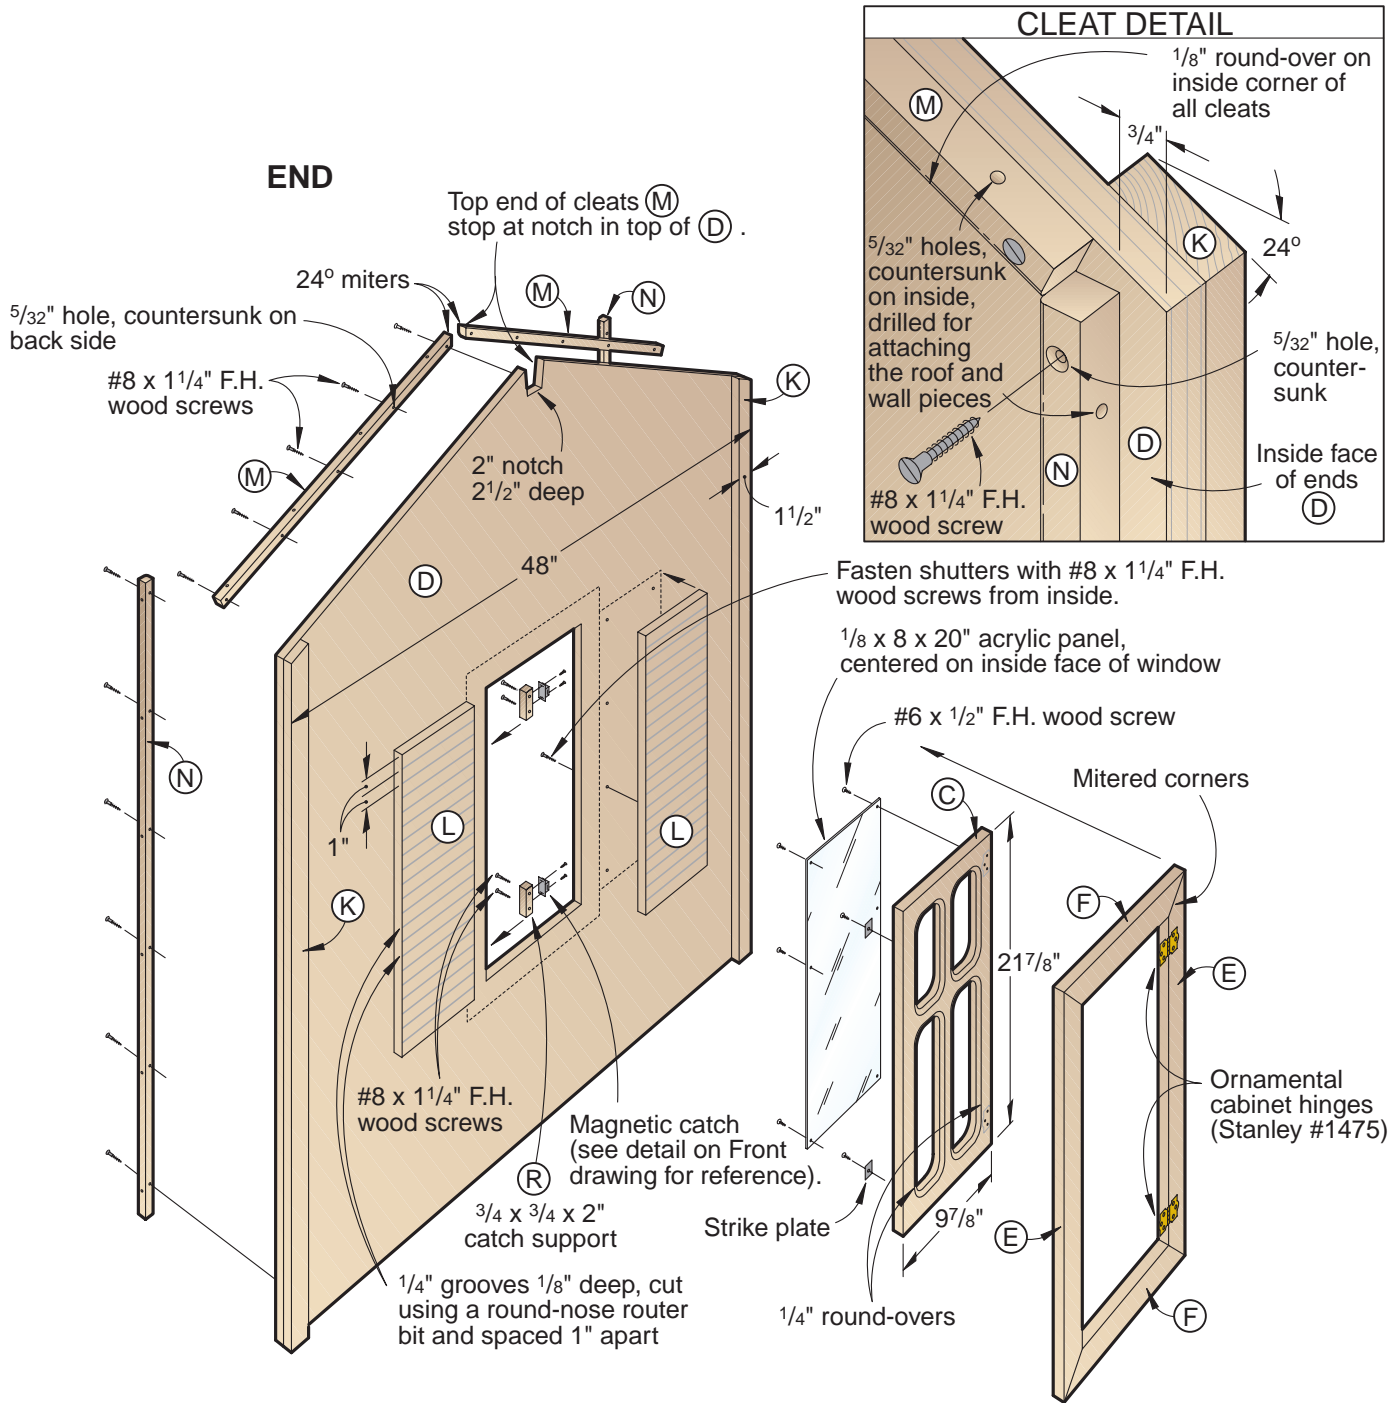 CLEAT DETAIL
1/8" round-over on
inside corner of
all cleats
M
3/4"
K
24°
5/32" holes,
countersunk
on inside,
drilled for
attaching
the roof and
wall pieces
5/32" hole,
counter-
sunk
#8 x 1 1/4" F.H.
wood screw
N
D
Inside face
of ends
D
END
Top end of cleats M
stop at notch in top of D .
24° miters
M
N
5/32" hole, countersunk on
back side
#8 x 1 1/4" F.H.
wood screws
M
K
2" notch
2 1/2" deep
1 1/2"
D
48"
Fasten shutters with #8 x 1 1/4" F.H.
wood screws from inside.
1/8 x 8 x 20" acrylic panel,
centered on inside face of window
#6 x 1/2" F.H. wood screw
Mitered corners
N
C
L
L
1"
K
F
21 7/8"
E
#8 x 1 1/4" F.H.
wood screws
Magnetic catch
(see detail on Front
drawing for reference).
R
3/4 x 3/4 x 2"
catch support
Strike plate
9 7/8"
Ornamental
cabinet hinges
(Stanley #1475)
E
F
1/4" grooves 1/8" deep, cut
using a round-nose router
bit and spaced 1" apart
1/4" round-overs